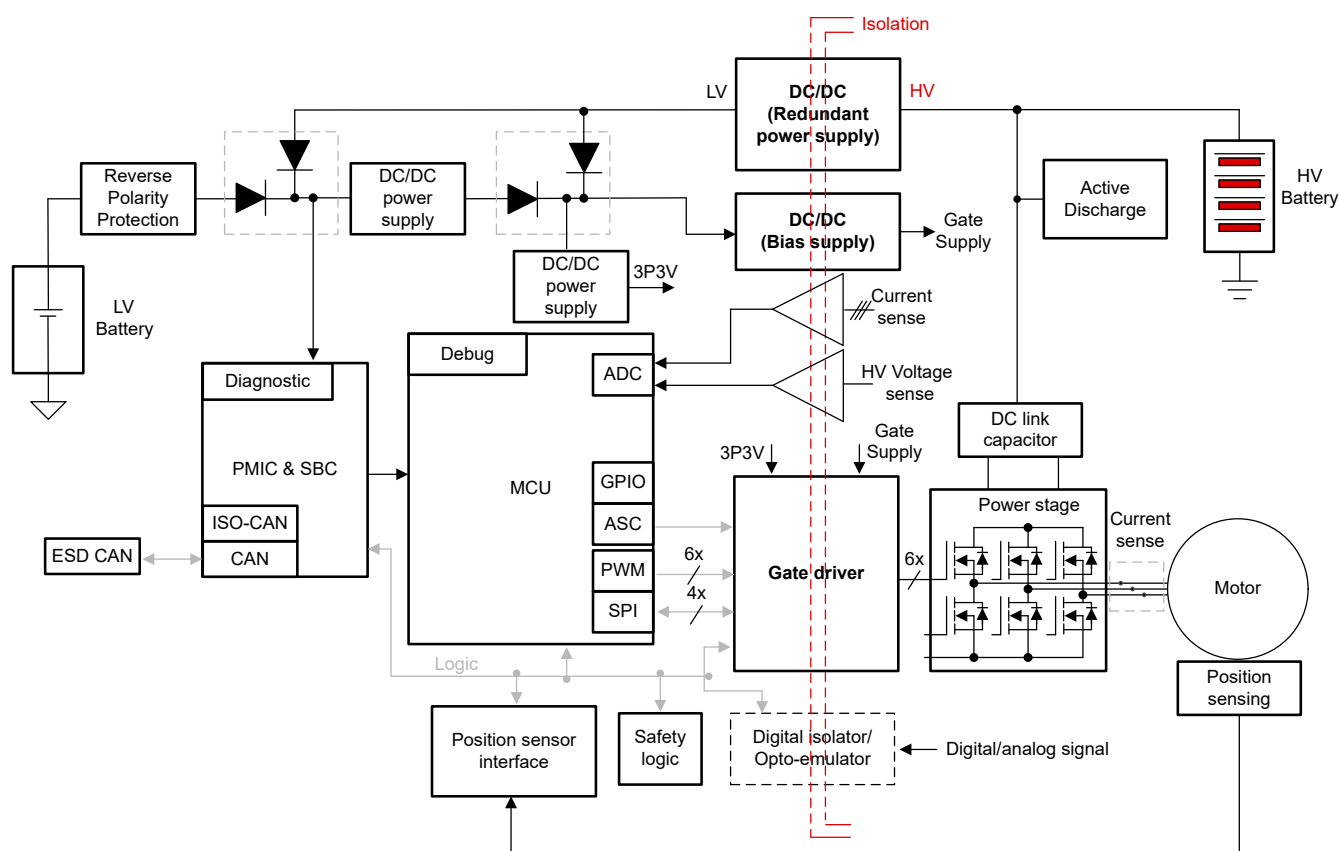 Isolation
LV
DC/DC
(Redundant
power supply)
HV
Reverse
Polarity
Protection
DC/DC
power
supply
DC/DC
(Bias supply)
Gate
Supply
Active
Discharge
HV
Battery
LV
Battery
DC/DC
power
supply
3P3V
Current
sense
Debug
ADC
HV Voltage
sense
Diagnostic
PMIC & SBC
MCU
DC link
capacitor
3P3V
Gate
Supply
GPIO
ASC
PWM
SPI
6x
4x
Gate driver
6x
Power stage
Current
sense
Motor
ISO-CAN
CAN
ESD CAN
Logic
Position
sensing
Position sensor
interface
Safety
logic
Digital isolator/
Opto-emulator
Digital/analog signal